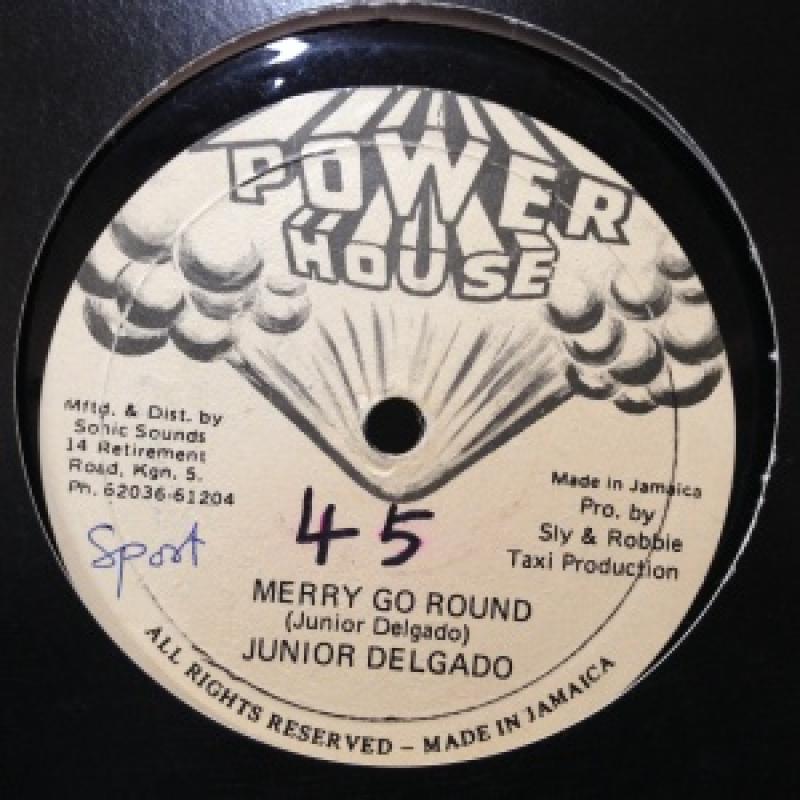 POWER
HOUSE
Mftd. & Dist. by
Sonic Sounds
14 Retirement
Road, Kgn. 5.
Ph. 62036-61204
Made in Jamaica
Pro. by
Sly & Robbie
Taxi Production
Sport
45
MERRY GO ROUND
(Junior Delgado)
JUNIOR DELGADO
ALL RIGHTS RESERVED – MADE IN JAMAICA